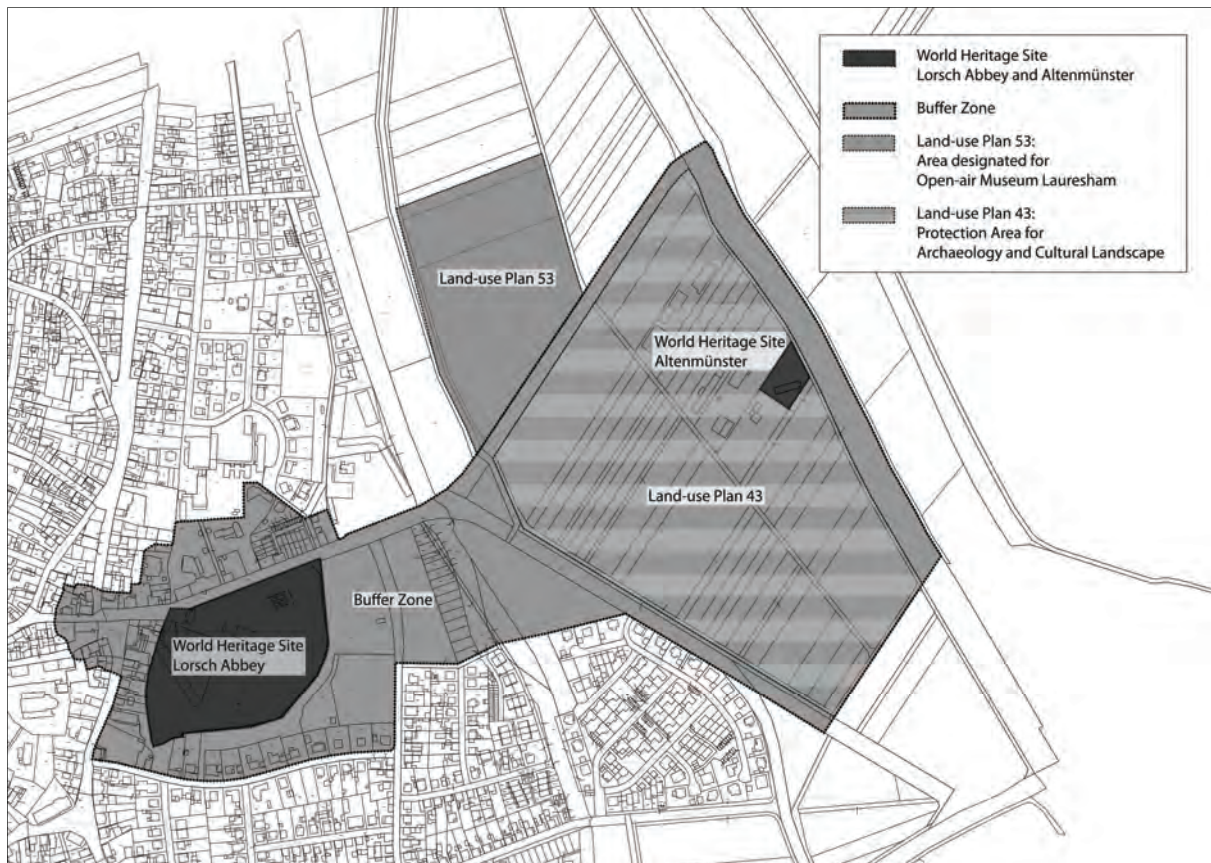 World Heritage Site
Lorsch Abbey and Altenmünster
Buffer Zone
Land-use Plan 53:
Area designated for
Open-air Museum Lauresham
Land-use Plan 43:
Protection Area for
Archaeology and Cultural Landscape
Land-use Plan 53
World Heritage Site
Altenmünster
Land-use Plan 43
Buffer Zone
World Heritage Site
Lorsch Abbey